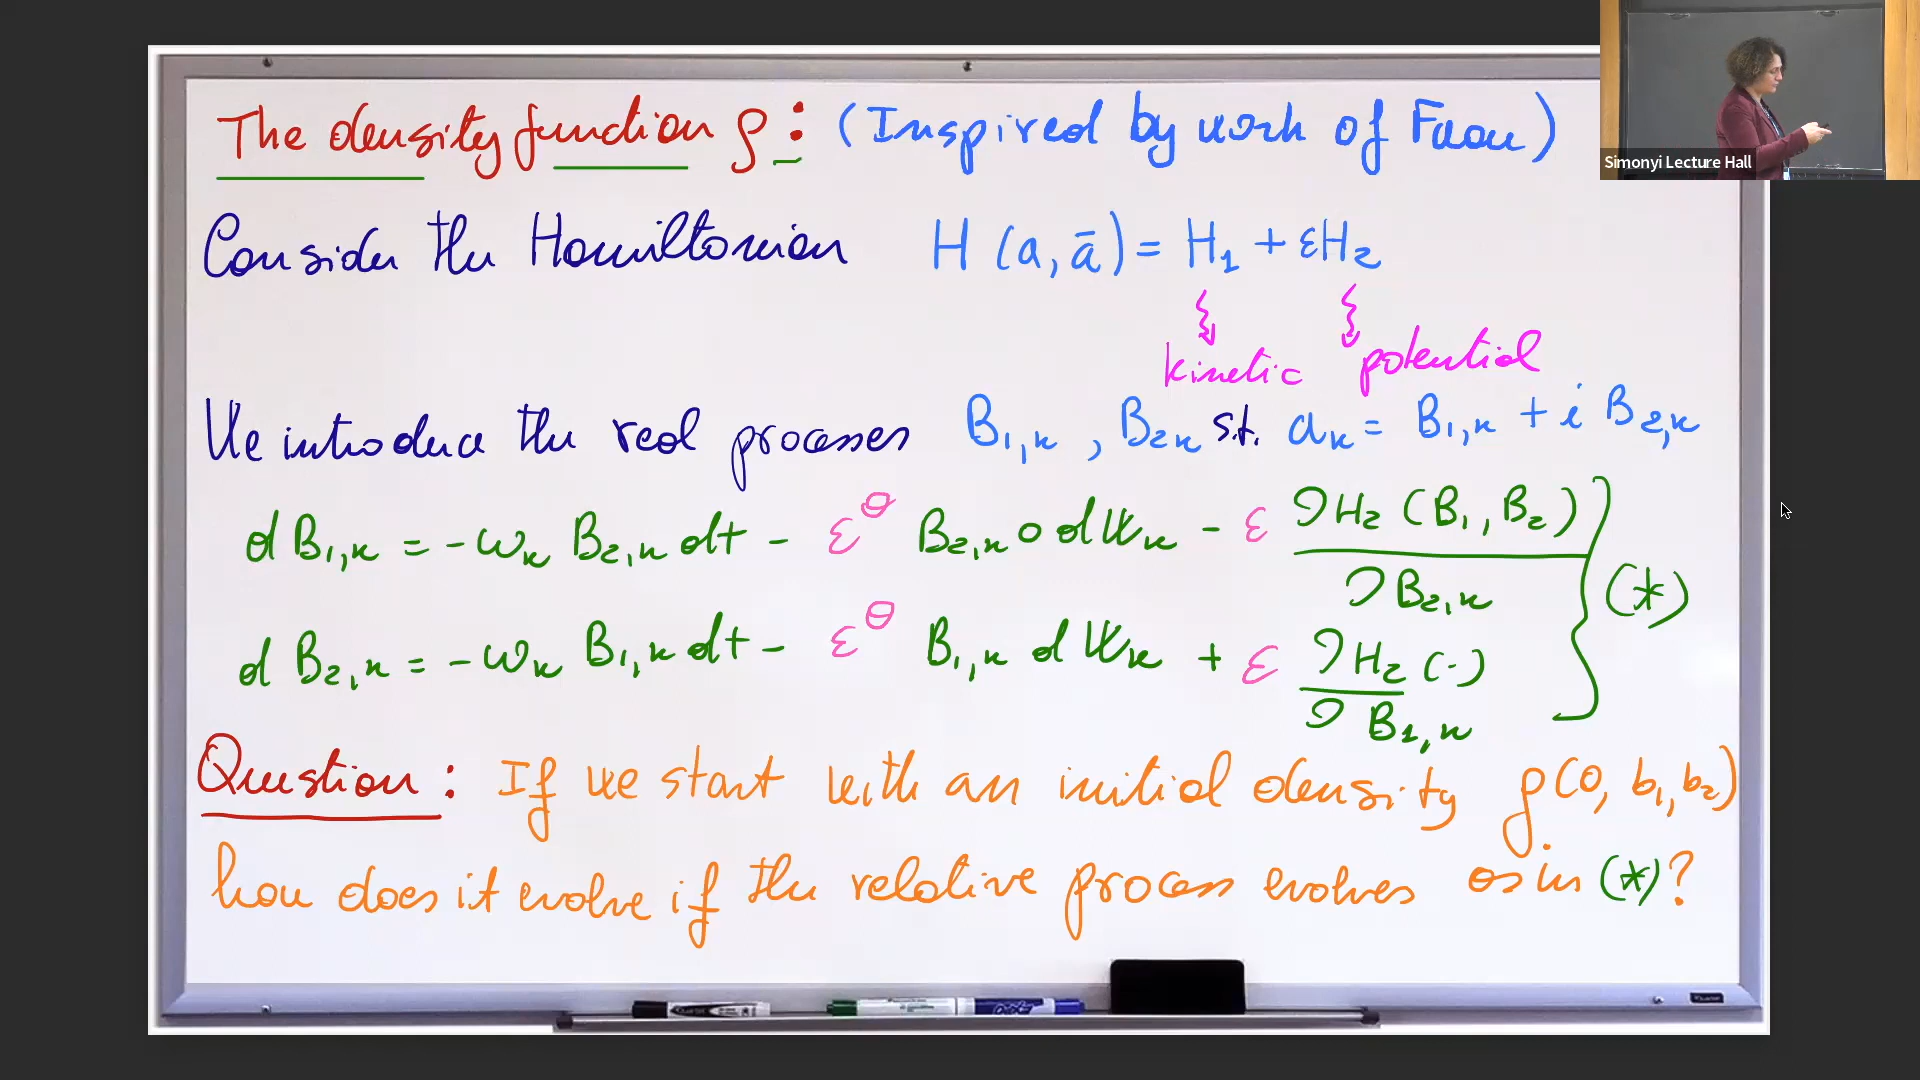 The density function ρ : (Inspired by work of Faou)
Simonyi Lecture Hall
Consider the Hamiltonian H (a, ā) = H₁ + εH₂
kinetic potential
We introduce the real processes B₁,ₖ , B₂ₖ s.t. aₖ = B₁,ₖ + i B₂,ₖ
d B₁,ₖ = -ωₖ B₂,ₖ dt - ε^θ B₂,ₖ o dWₖ - ε ∂H₂ (B₁, B₂) / ∂B₂,ₖ
(*)
d B₂,ₖ = -ωₖ B₁,ₖ dt - ε^θ B₁,ₖ d Wₖ + ε ∂H₂ (·) / ∂ B₁,ₖ
Question : If we start with an initial density ρ(0, b₁, b₂)
how does it evolve if the relative process evolves as in (*)?